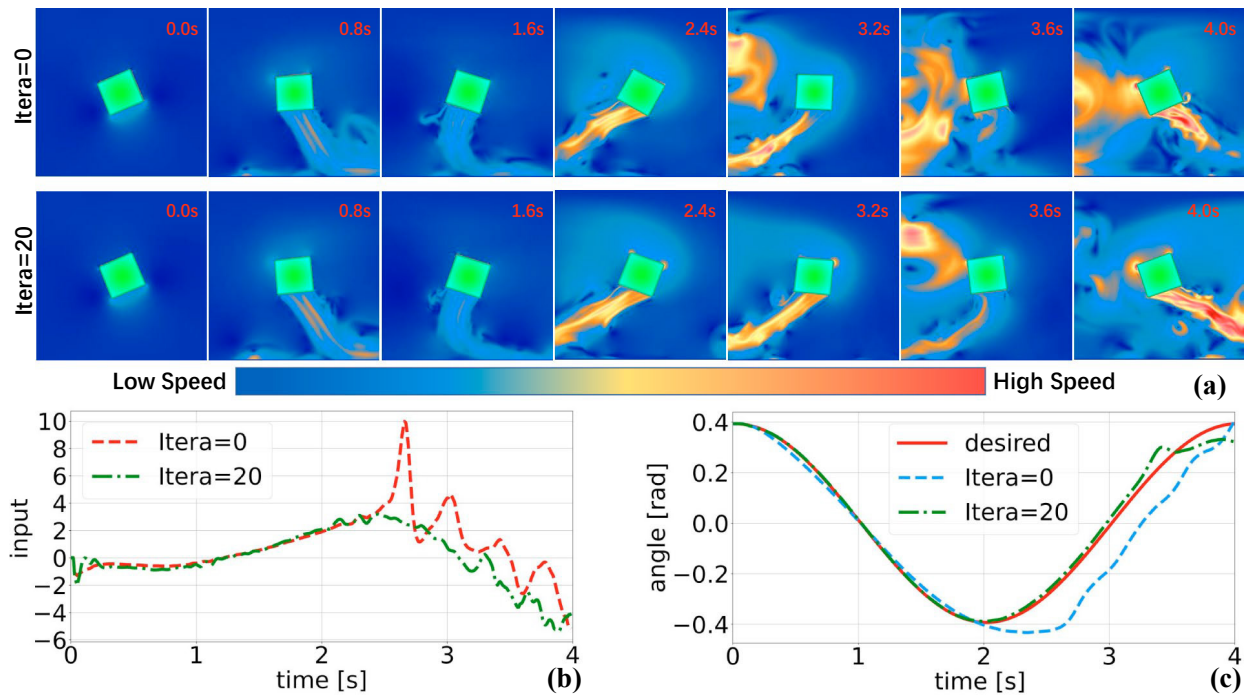 Itera=0
0.0s
0.8s
1.6s
2.4s
3.2s
3.6s
4.0s
Itera=20
0.0s
0.8s
1.6s
2.4s
3.2s
3.6s
4.0s
Low Speed
High Speed
(a)
10
8
6
4
2
0
−2
−4
−6
input
Itera=0
Itera=20
0
1
2
3
4
time [s]
(b)
0.4
0.2
0.0
−0.2
−0.4
angle [rad]
desired
Itera=0
Itera=20
0
1
2
3
4
time [s]
(c)